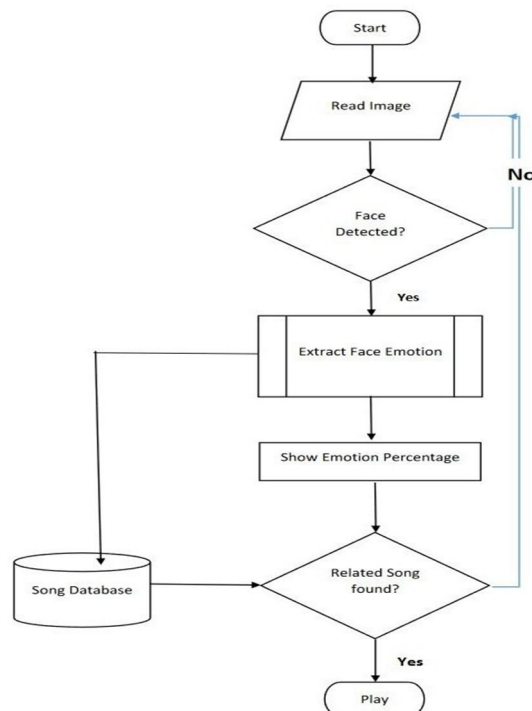 Start
Read Image
No
Face
Detected?
Yes
Extract Face Emotion
Show Emotion Percentage
Song Database
Related Song
found?
Yes
Play